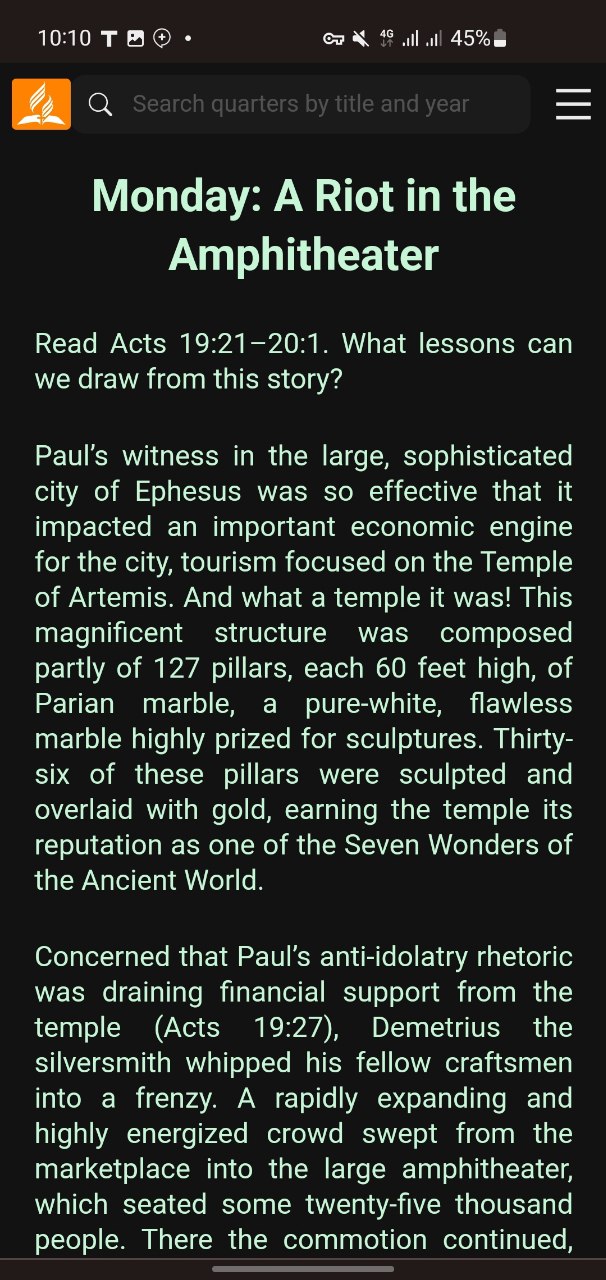 10:10
4G
45%
Search quarters by title and year
Monday: A Riot in the
Amphitheater
Read Acts 19:21–20:1. What lessons can
we draw from this story?
Paul’s witness in the large, sophisticated
city of Ephesus was so effective that it
impacted an important economic engine
for the city, tourism focused on the Temple
of Artemis. And what a temple it was! This
magnificent structure was composed
partly of 127 pillars, each 60 feet high, of
Parian marble, a pure-white, flawless
marble highly prized for sculptures. Thirty-
six of these pillars were sculpted and
overlaid with gold, earning the temple its
reputation as one of the Seven Wonders of
the Ancient World.
Concerned that Paul’s anti-idolatry rhetoric
was draining financial support from the
temple (Acts 19:27), Demetrius the
silversmith whipped his fellow craftsmen
into a frenzy. A rapidly expanding and
highly energized crowd swept from the
marketplace into the large amphitheater,
which seated some twenty-five thousand
people. There the commotion continued,